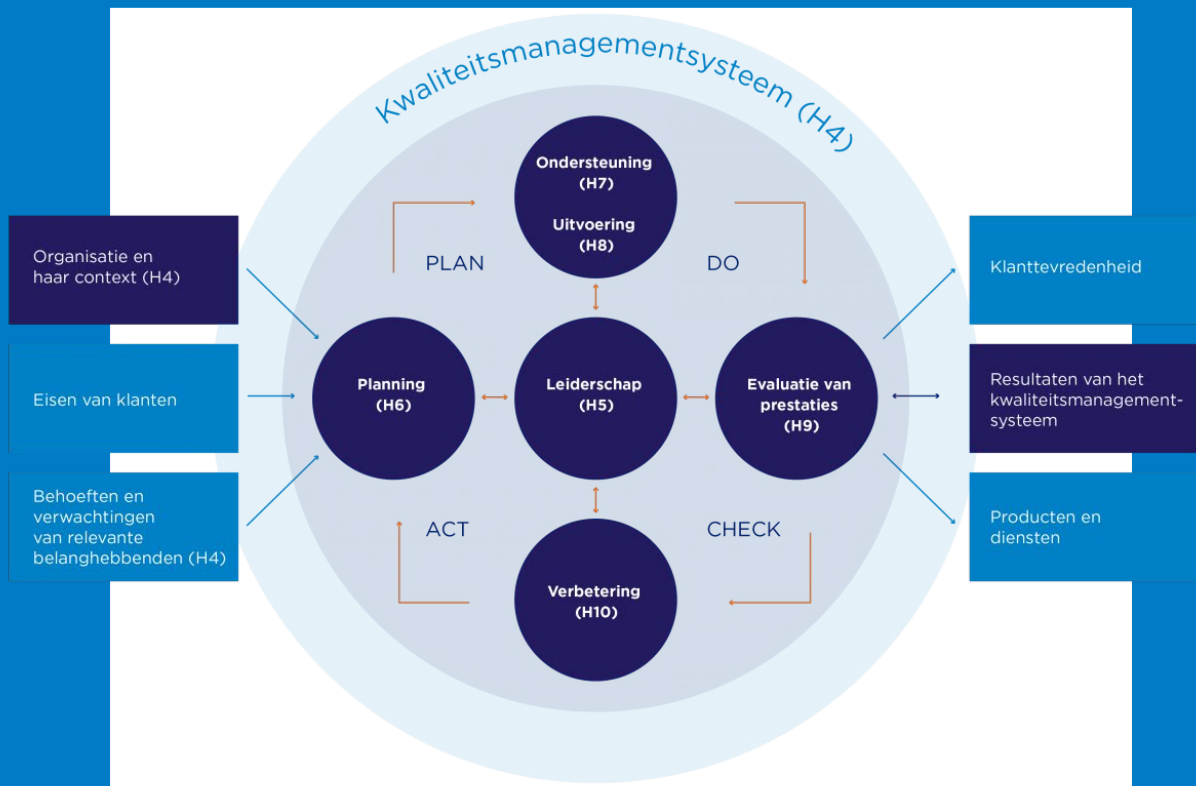 Kwaliteitsmanagementsysteem (H4)
Ondersteuning
(H7)
Uitvoering
(H8)
PLAN
DO
Organisatie en
haar context (H4)
Eisen van klanten
Behoeften en
verwachtingen
van relevante
belanghebbenden (H4)
Planning
(H6)
Leiderschap
(H5)
Evaluatie van
prestaties
(H9)
Klanttevredenheid
Resultaten van het
kwaliteitsmanagement-
systeem
Producten en
diensten
ACT
CHECK
Verbetering
(H10)